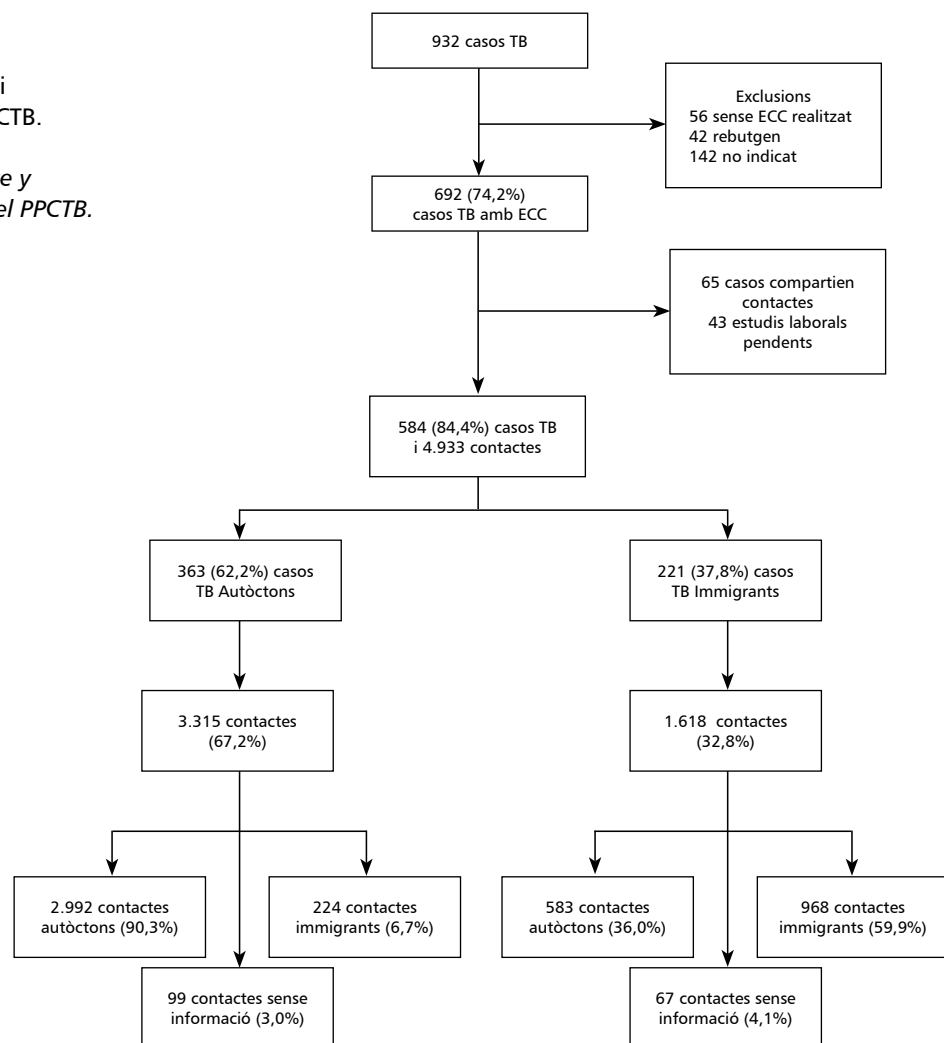 i
CTB.
e y
el PPCTB.
932 casos TB
Exclusions
56 sense ECC realitzat
42 rebutgen
142 no indicat
692 (74,2%)
casos TB amb ECC
65 casos compartien
contactes
43 estudis laborals
pendents
584 (84,4%) casos TB
i 4.933 contactes
363 (62,2%) casos
TB Autòctons
221 (37,8%) casos
TB Immigrants
3.315 contactes
(67,2%)
1.618 contactes
(32,8%)
2.992 contactes
autòctons (90,3%)
224 contactes
immigrants (6,7%)
583 contactes
autòctons (36,0%)
968 contactes
immigrants (59,9%)
99 contactes sense
informació (3,0%)
67 contactes sense
informació (4,1%)